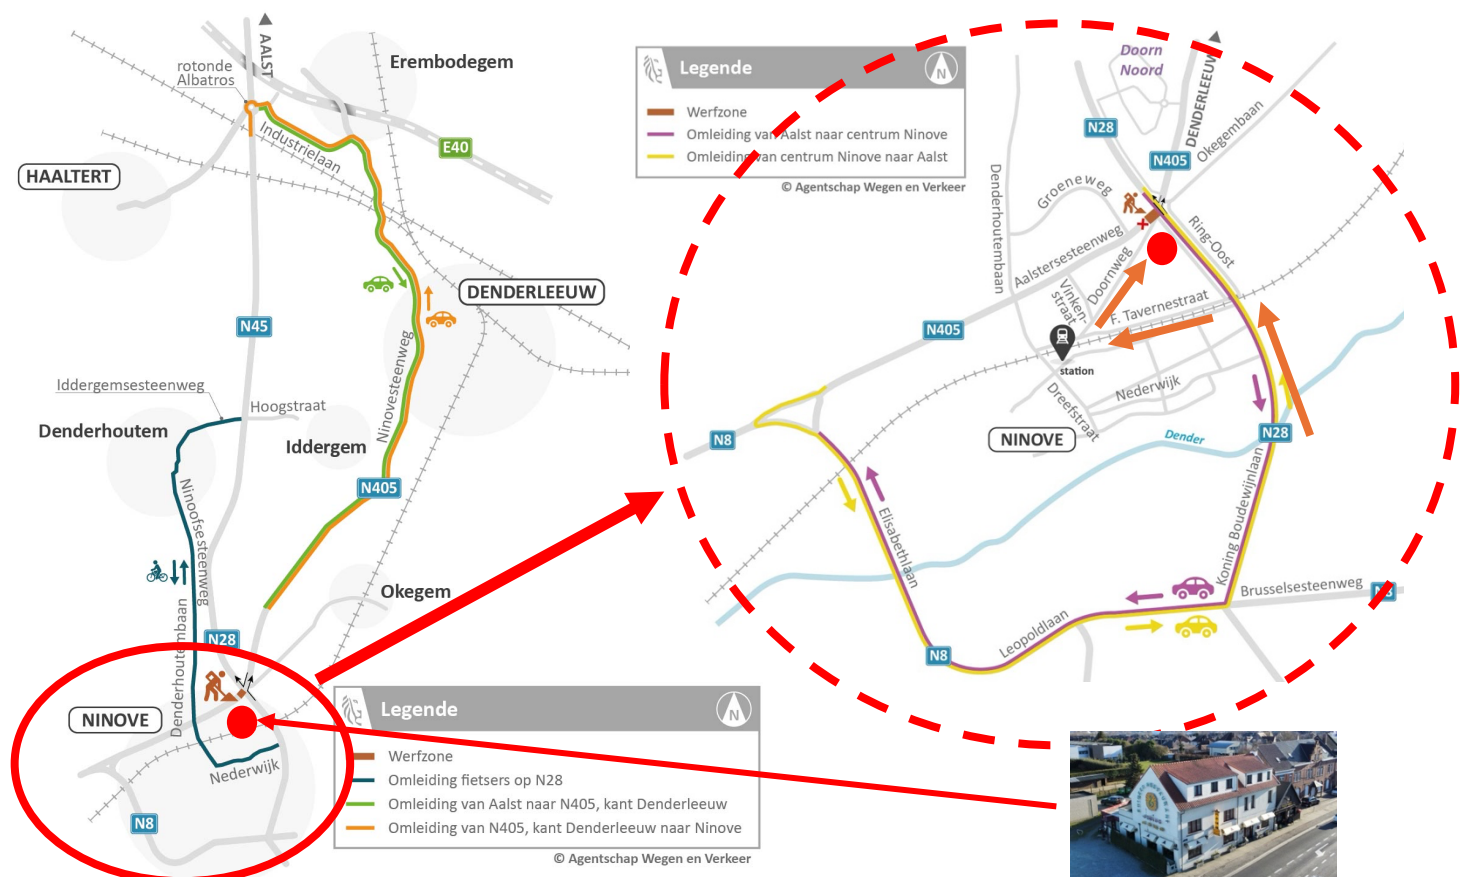 AALST
rotonde
Albatros
Erembodegem
Industrielaan
E40
HAALTERT
DENDERLEEUW
N45
Ninovesteenweg
Iddergemsesteenweg
Hoogstraat
Denderhoutem
Iddergem
N405
Ninoofsesteenweg
Denderhoutembaan
Okegem
N28
NINOVE
Nederwijk
N8
Legende
N
Werfzone
Omleiding fietsers op N28
Omleiding van Aalst naar N405, kant Denderleeuw
Omleiding van N405, kant Denderleeuw naar Ninove
© Agentschap Wegen en Verkeer
Legende
N
Werfzone
Omleiding van Aalst naar centrum Ninove
Omleiding van centrum Ninove naar Aalst
© Agentschap Wegen en Verkeer
Doorn
Noord
DENDERLEEUW
N28
Okegembaan
N405
Denderhoutembaan
Groeneweg
Ring-Oost
Aalstersesteenweg
Doornweg
Vinken-
straat
F. Tavernestraat
N405
station
Nederwijk
Dreefstraat
NINOVE
Dender
N28
N8
Elisabethlaan
Koning Boudewijnlaan
Brusselsesteenweg
N8
Leopoldlaan
N8